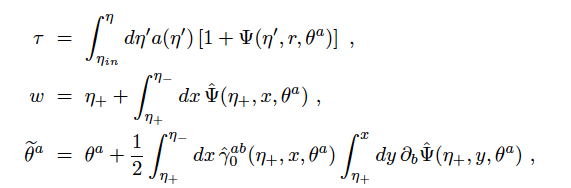 τ = ∫_{η_{in}}^{η} dη′a(η′) [1 + Ψ(η′, r, θ^a)] ,
w = η_+ + ∫_{η_+}^{η_-} dx Ψ̂(η_+, x, θ^a) ,
θ̃^a = θ^a + 1/2 ∫_{η_+}^{η_-} dx γ̂_0^{ab}(η_+, x, θ^a) ∫_{η_+}^{x} dy ∂_b Ψ̂(η_+, y, θ^a) ,